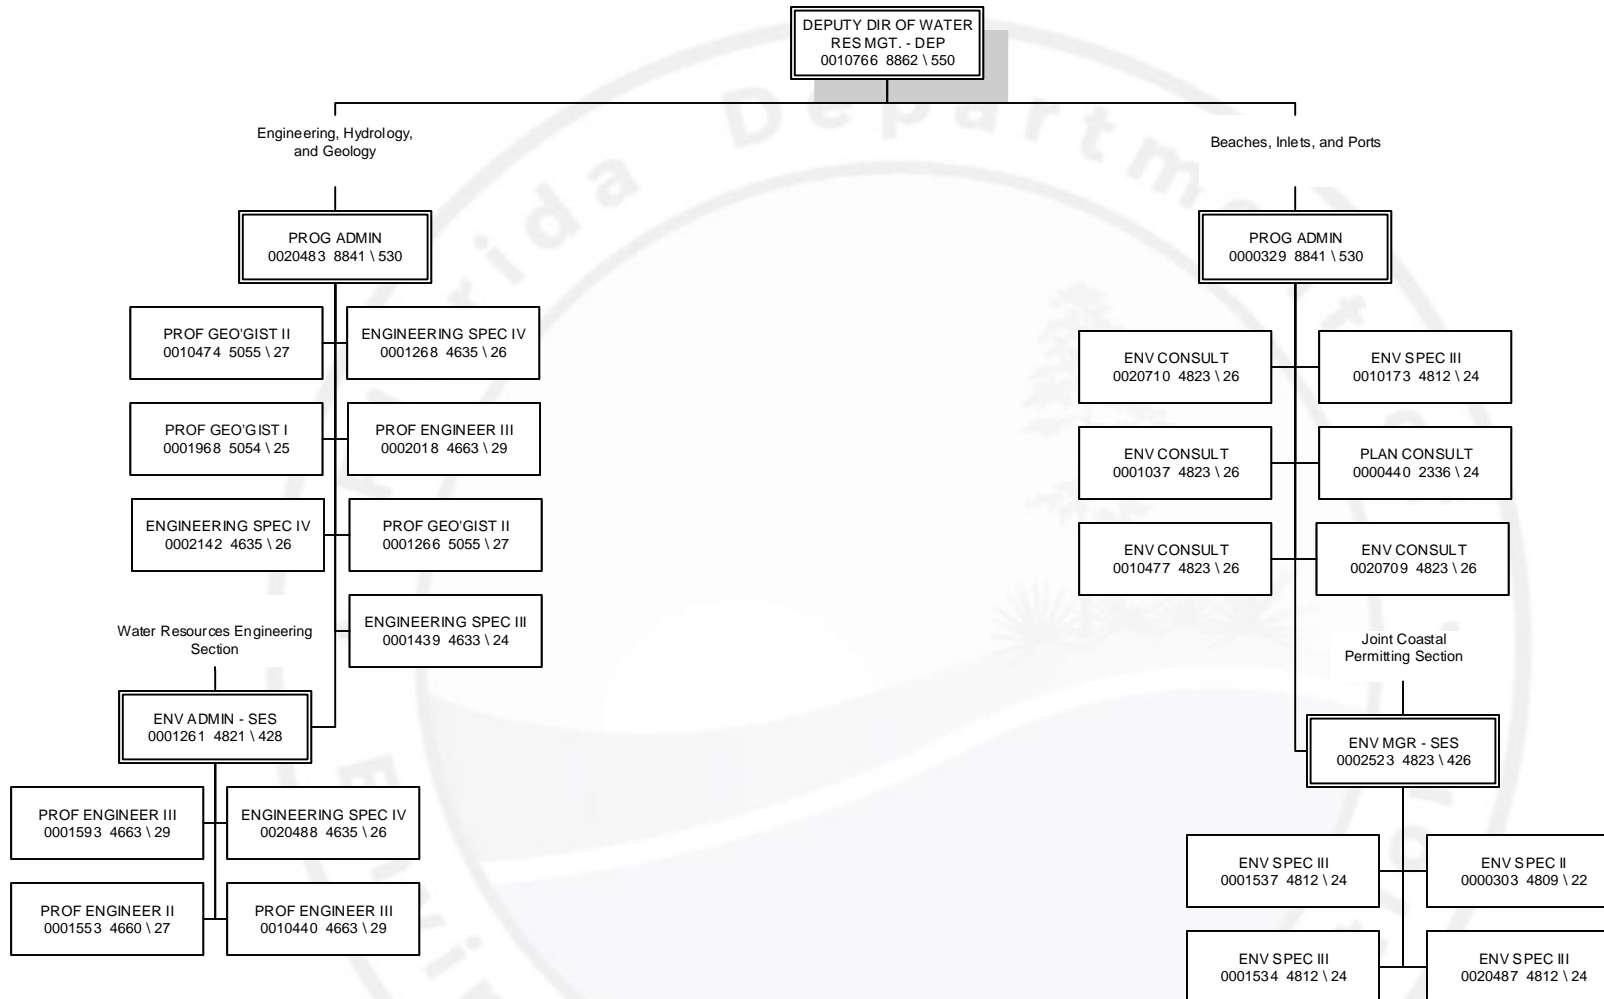 DEPUTY DIR OF WATER
RES MGT. - DEP
0010766 8862 \ 550
Engineering, Hydrology,
and Geology
PROG ADMIN
0020483 8841 \ 530
PROF GEO'GIST II
0010474 5055 \ 27
ENGINEERING SPEC IV
0001268 4635 \ 26
PROF GEO'GIST I
0001968 5054 \ 25
PROF ENGINEER III
0002018 4663 \ 29
ENGINEERING SPEC IV
0002142 4635 \ 26
PROF GEO'GIST II
0001266 5055 \ 27
ENGINEERING SPEC III
0001439 4633 \ 24
Water Resources Engineering
Section
ENV ADMIN - SES
0001261 4821 \ 428
PROF ENGINEER III
0001593 4663 \ 29
ENGINEERING SPEC IV
0020488 4635 \ 26
PROF ENGINEER II
0001553 4660 \ 27
PROF ENGINEER III
0010440 4663 \ 29
Beaches, Inlets, and Ports
PROG ADMIN
0000329 8841 \ 530
ENV CONSULT
0020710 4823 \ 26
ENV SPEC III
0010173 4812 \ 24
ENV CONSULT
0001037 4823 \ 26
PLAN CONSULT
0000440 2336 \ 24
ENV CONSULT
0010477 4823 \ 26
ENV CONSULT
0020709 4823 \ 26
Joint Coastal
Permitting Section
ENV MGR - SES
0002523 4823 \ 426
ENV SPEC III
0001537 4812 \ 24
ENV SPEC II
0000303 4809 \ 22
ENV SPEC III
0001534 4812 \ 24
ENV SPEC III
0020487 4812 \ 24